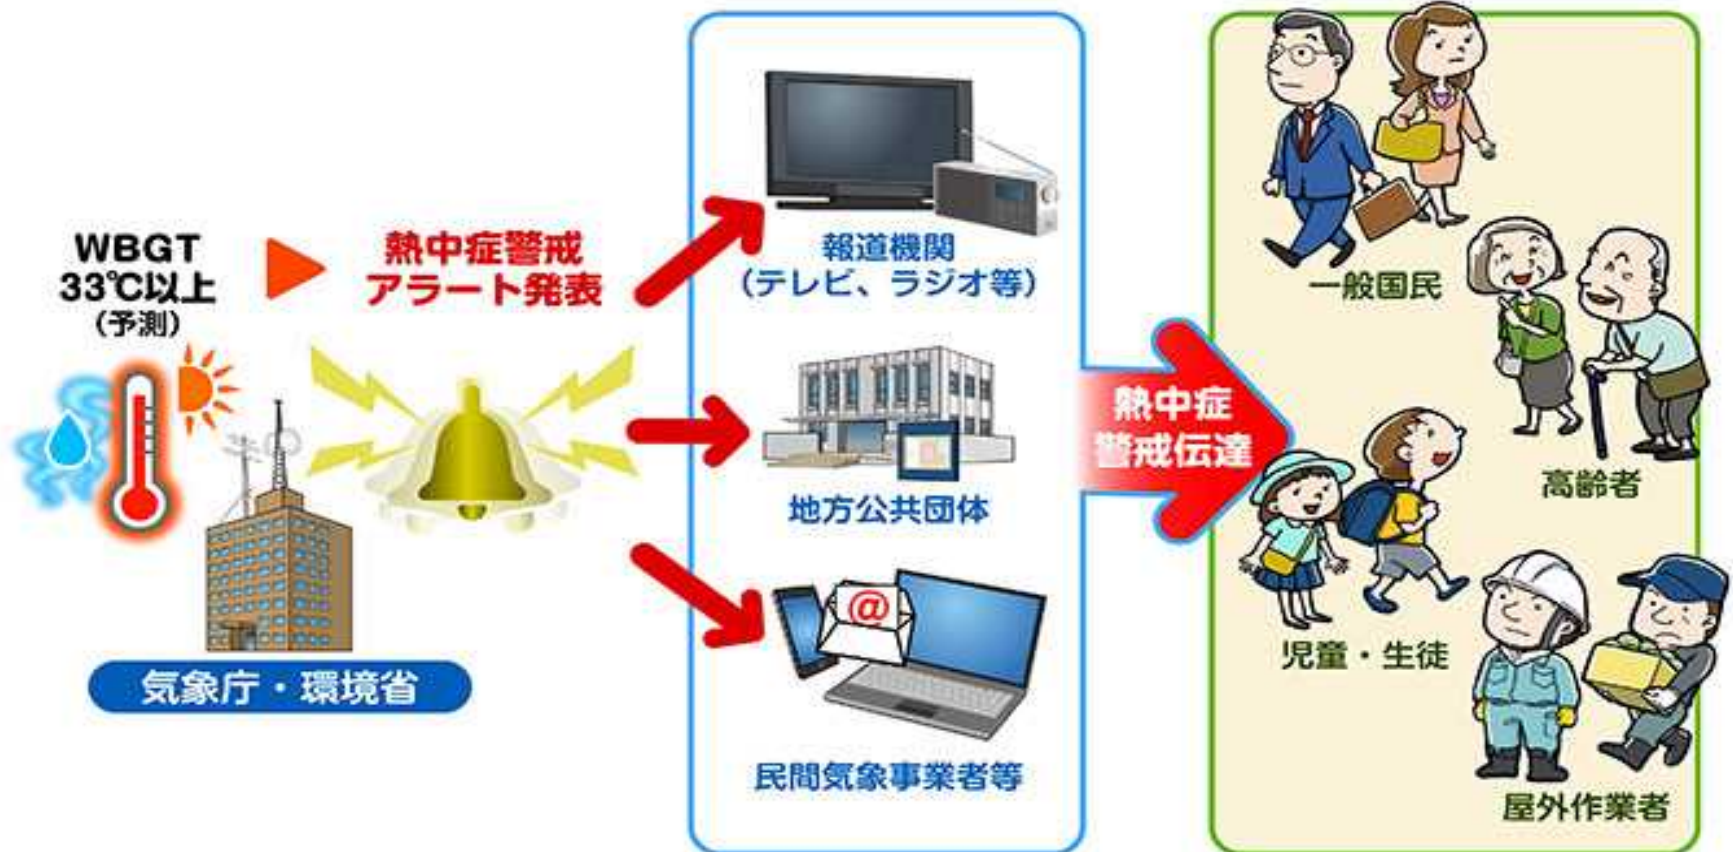 WBGT
33℃以上
(予測)
熱中症警戒
アラート発表
気象庁・環境省
報道機関
(テレビ、ラジオ等)
地方公共団体
@
民間気象事業者等
熱中症
警戒伝達
一般国民
高齢者
児童・生徒
屋外作業者